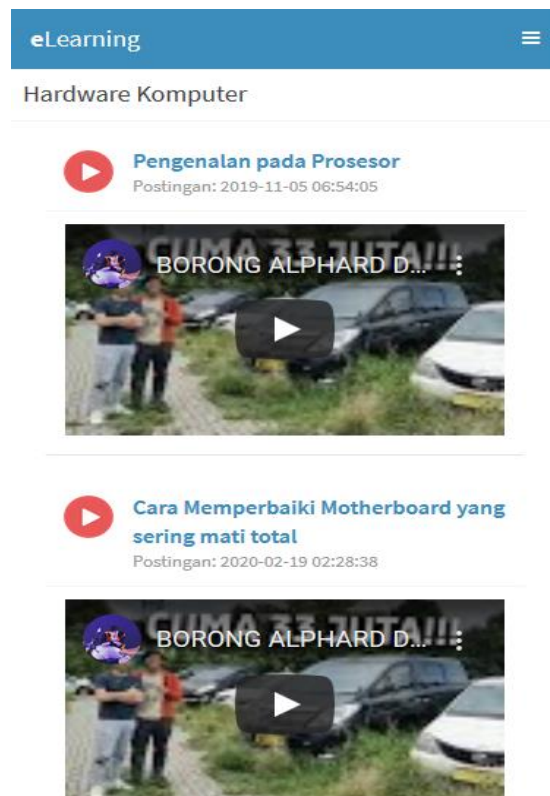 eLearning
Hardware Komputer
Pengenalan pada Prosesor
Postingan: 2019-11-05 06:54:05
CUMA 33 JUTA!!!
BORONG ALPHARD D...
Cara Memperbaiki Motherboard yang
sering mati total
Postingan: 2020-02-19 02:28:38
CUMA 33 JUTA!!!
BORONG ALPHARD D...